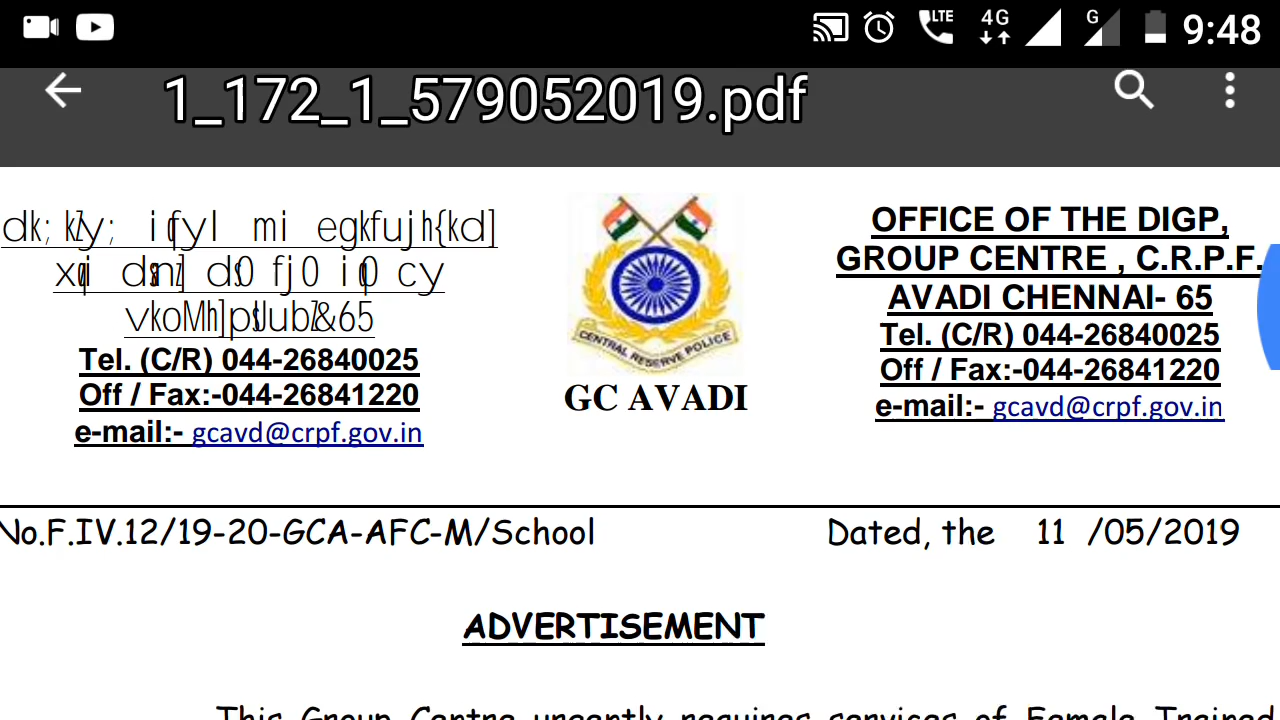 LTE 4G G 9:48
1_172_1_579052019.pdf
OFFICE OF THE DIGP,
GROUP CENTRE , C.R.P.F.
AVADI CHENNAI- 65
Tel. (C/R) 044-26840025
Off / Fax:-044-26841220
e-mail:- gcavd@crpf.gov.in
CENTRAL RESERVE POLICE
GC AVADI
Tel. (C/R) 044-26840025
Off / Fax:-044-26841220
e-mail:- gcavd@crpf.gov.in
No.F.IV.12/19-20-GCA-AFC-M/School
Dated, the 11 /05/2019
ADVERTISEMENT
This Group Centre urgently requires services of Female Trained